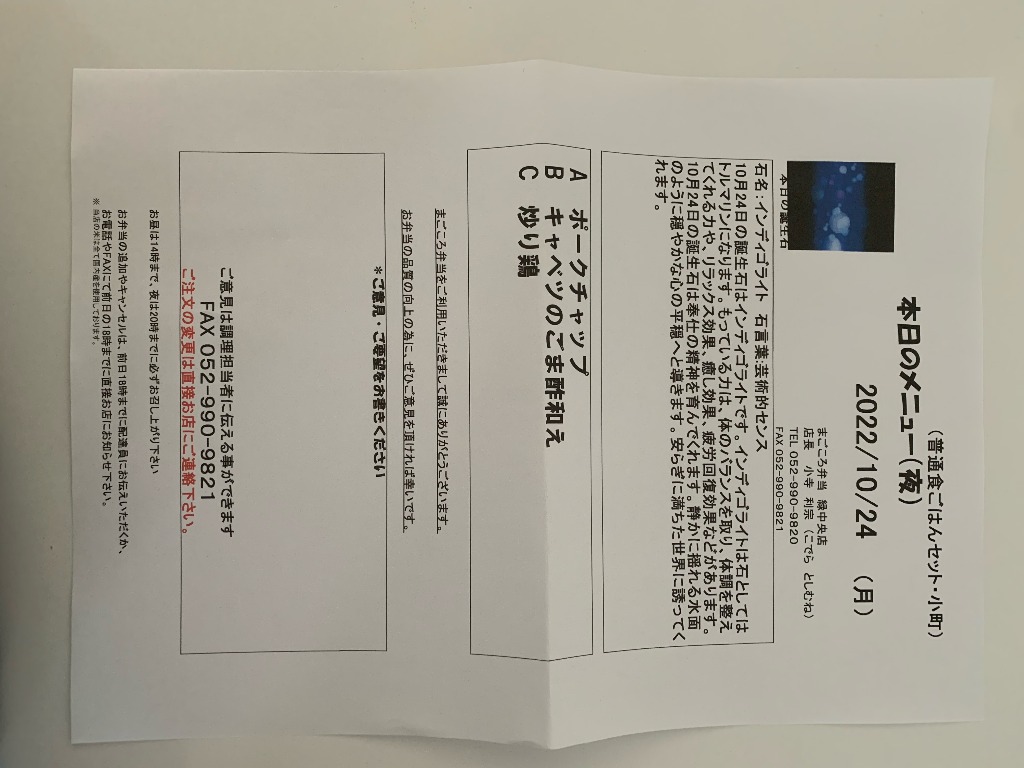 (普通食ごはんセット・小町)
本日のメニュー(夜)
2022/10/24 (月)
まごころ弁当 緑中央店
店長 小寺 利宗(こでら としむね)
TEL 052-990-9820
FAX 052-990-9821
本日の誕生石
石名:インディゴライト 石言葉芸術的センス
10月24日の誕生石はインディゴライトです。インディゴライトは石としては
トルマリンになります。もっている力は、体のバランスを取り、体調を整え
てくれる力や、リラックス効果、癒し効果、疲労回復効果などがあります。
10月24日の誕生石は奉仕の精神を育んでくれます。静かに揺れる水面
のように穏やかな心の平穏へと導きます。安らぎに満ちた世界に誘ってく
れます。
A ポークチャップ
B キャベツのごま酢和え
C 炒り鶏
まごころ弁当をご利用いただきまして誠にありがとうございます。
お弁当の品質の向上の為に、ぜひご意見を頂ければ幸いです。
*ご意見・ご要望をお書きください
ご意見は調理担当者に伝える事ができます
FAX 052-990-9821
ご注文の変更は直接お店にご連絡下さい。
お昼は14時まで、夜は20時までに必ずお召し上がり下さい
お弁当の追加やキャンセルは、前日18時までに配達員にお伝えいただくか、
お電話やFAXにて前日の18時までに直接お店にお知らせ下さい。
※ 当店の米は全て国内産を使用しております。